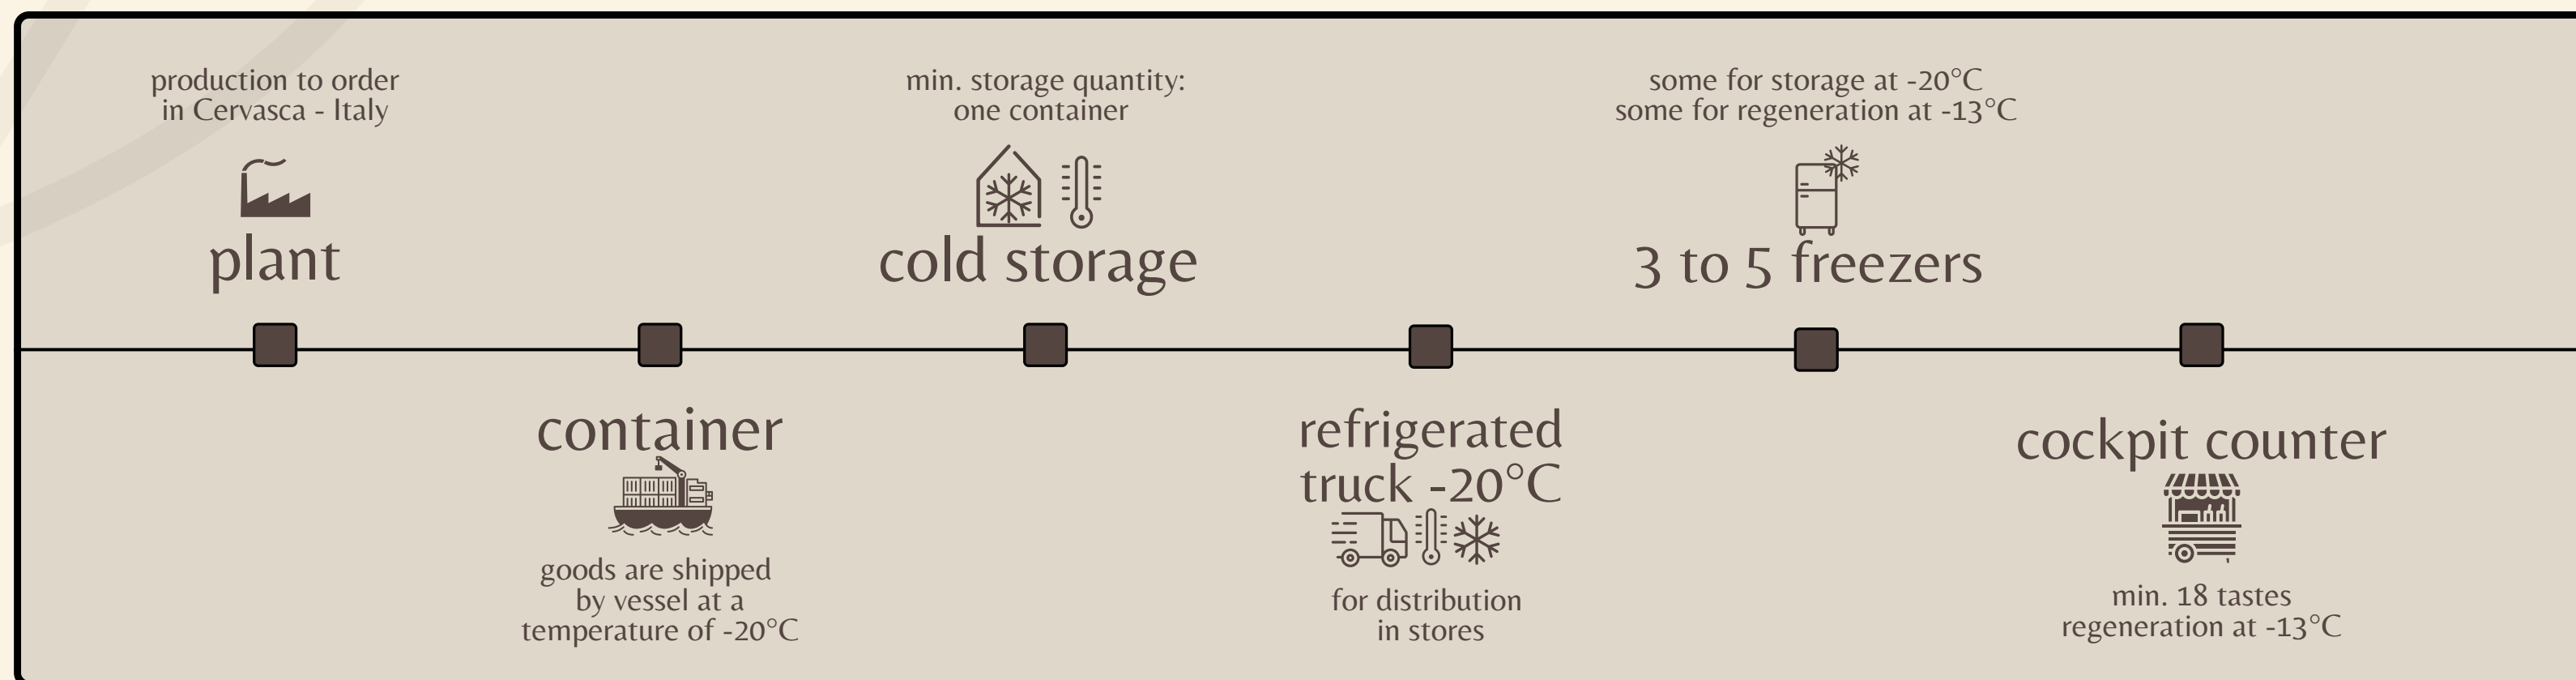 production to order
in Cervasca - Italy
plant
container
goods are shipped
by vessel at a
temperature of -20°C
min. storage quantity:
one container
cold storage
refrigerated
truck -20°C
for distribution
in stores
some for storage at -20°C
some for regeneration at -13°C
3 to 5 freezers
cockpit counter
min. 18 tastes
regeneration at -13°C